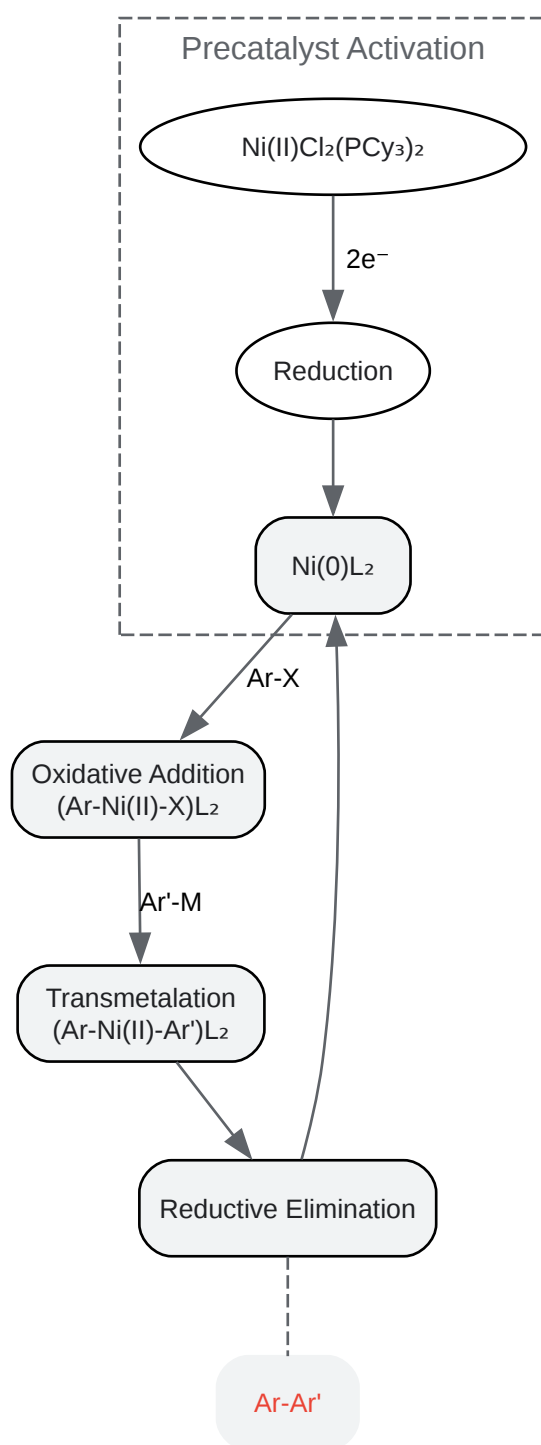 Precatalyst Activation
Ni(II)Cl₂(PCy₃)₂
2e⁻
Reduction
Ni(0)L₂
Ar-X
Oxidative Addition
(Ar-Ni(II)-X)L₂
Ar'-M
Transmetalation
(Ar-Ni(II)-Ar')L₂
Reductive Elimination
Ar-Ar'